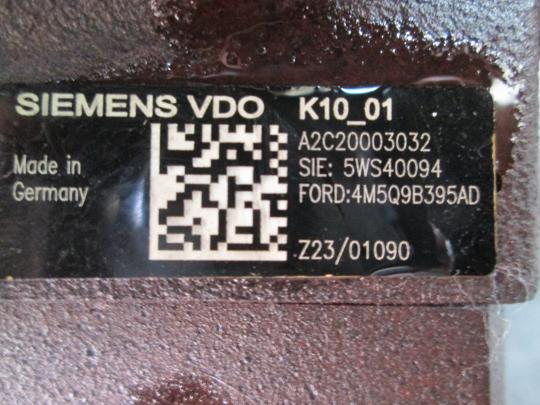 SIEMENS VDO K10_01
A2C20003032
Made in
Germany
SIE: 5WS40094
FORD:4M5Q9B395AD
Z23/01090